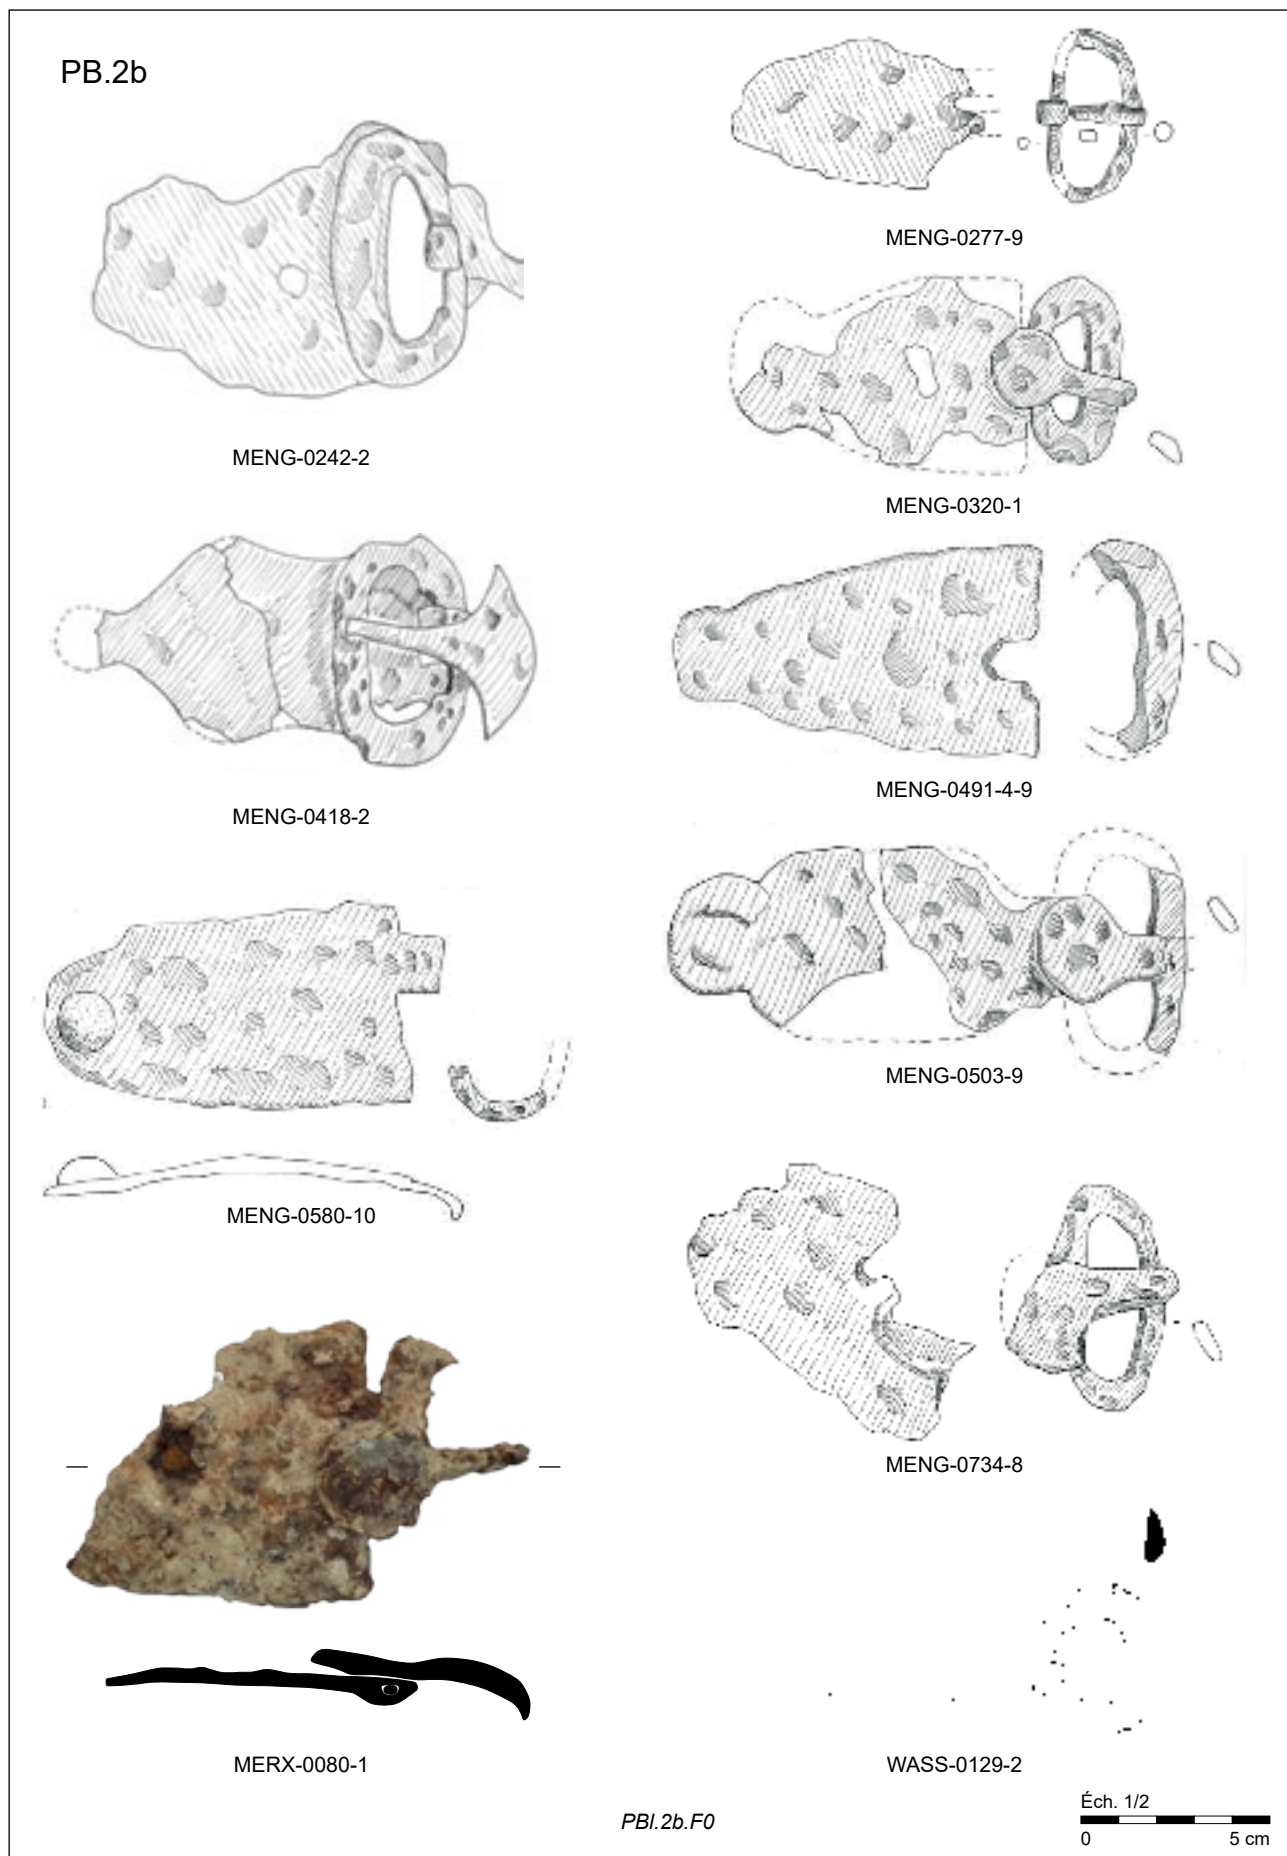 PB.2b
MENG-0277-9
MENG-0242-2
MENG-0320-1
MENG-0418-2
MENG-0491-4-9
MENG-0503-9
MENG-0580-10
MENG-0734-8
MERX-0080-1
WASS-0129-2
PBI.2b.F0
Éch. 1/2
0 5 cm